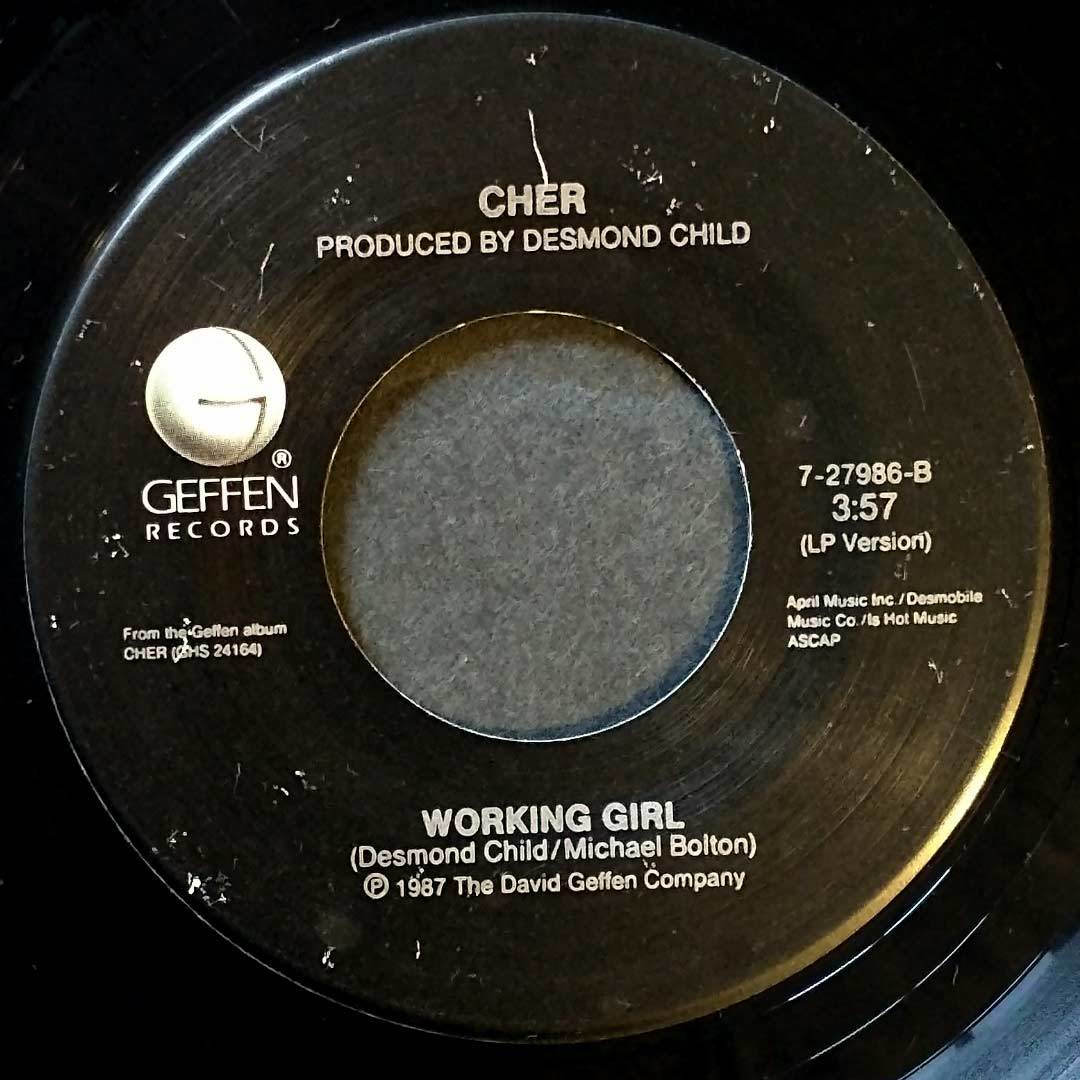 CHER
PRODUCED BY DESMOND CHILD
®
GEFFEN
RECORDS
7-27986-B
3:57
(LP Version)
From the Geffen album
CHER (GHS 24164)
April Music Inc./Desmobile
Music Co./Is Hot Music
ASCAP
WORKING GIRL
(Desmond Child/Michael Bolton)
℗ 1987 The David Geffen Company